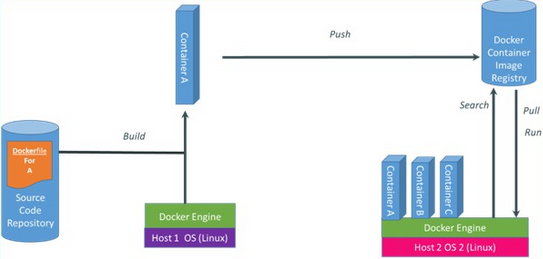 Container A
Push
Docker
Container
Image
Registry
Search
Pull
Run
Build
Dockerfile
For
A
Source
Code
Repository
Docker Engine
Host 1 OS (Linux)
Container A
Container B
Container C
Docker Engine
Host 2 OS 2 (Linux)